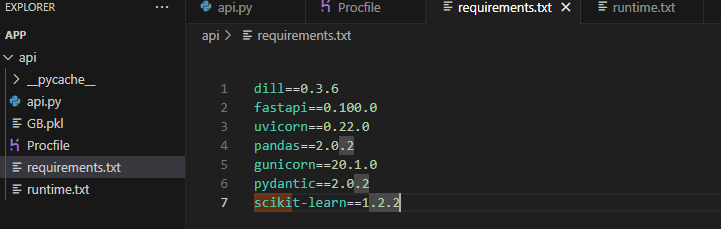 EXPLORER
...
APP
api
__pycache__
api.py
GB.pkl
Procfile
requirements.txt
runtime.txt
api.py
Procfile
requirements.txt
runtime.txt
api > requirements.txt
1 dill==0.3.6
2 fastapi==0.100.0
3 uvicorn==0.22.0
4 pandas==2.0.2
5 gunicorn==20.1.0
6 pydantic==2.0.2
7 scikit-learn==1.2.2